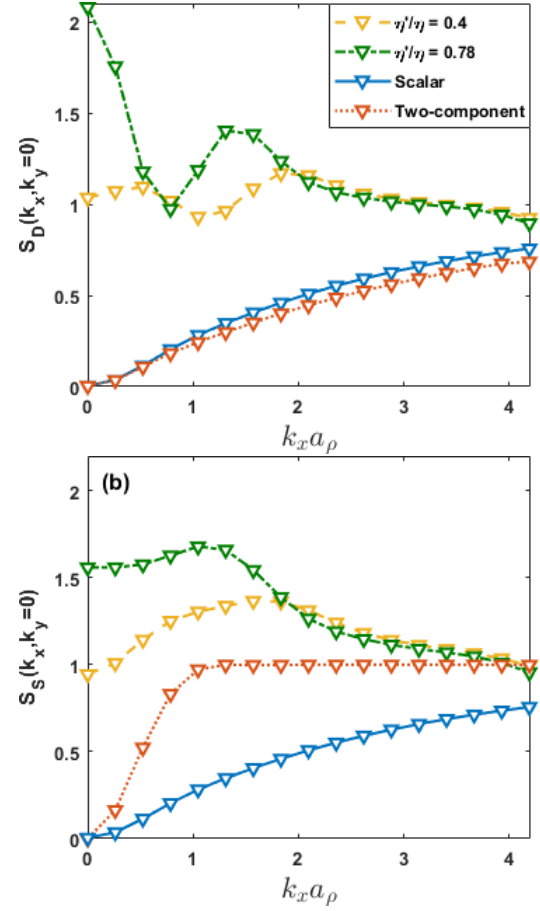 η'/η = 0.4
η'/η = 0.78
Scalar
Two-component
S_D(k_x,k_y=0)
2
1.5
1
0.5
0
0 1 2 3 4
k_x a_ρ
(b)
S_S(k_x,k_y=0)
2
1.5
1
0.5
0
0 1 2 3 4
k_x a_ρ